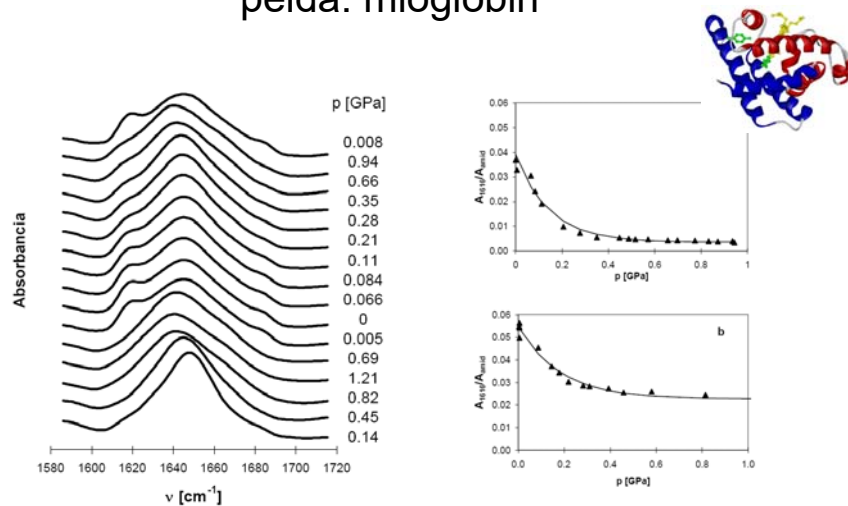 példa: mioglobin
p [GPa]
0.008
0.94
0.66
0.35
0.28
0.21
0.11
0.084
0.066
0
0.005
0.69
1.21
0.82
0.45
0.14
Absorbancia
1580 1600 1620 1640 1660 1680 1700 1720
ν [cm⁻¹]
0.06
0.05
0.04
0.03
0.02
0.01
0.00
A₁₆₁₆/Aamid
0 0.2 0.4 0.6 0.8 1
p [GPa]
b
0.06
0.05
0.04
0.03
0.02
0.01
0.00
A₁₆₁₆/Aamid
0.0 0.2 0.4 0.6 0.8 1.0
p [GPa]